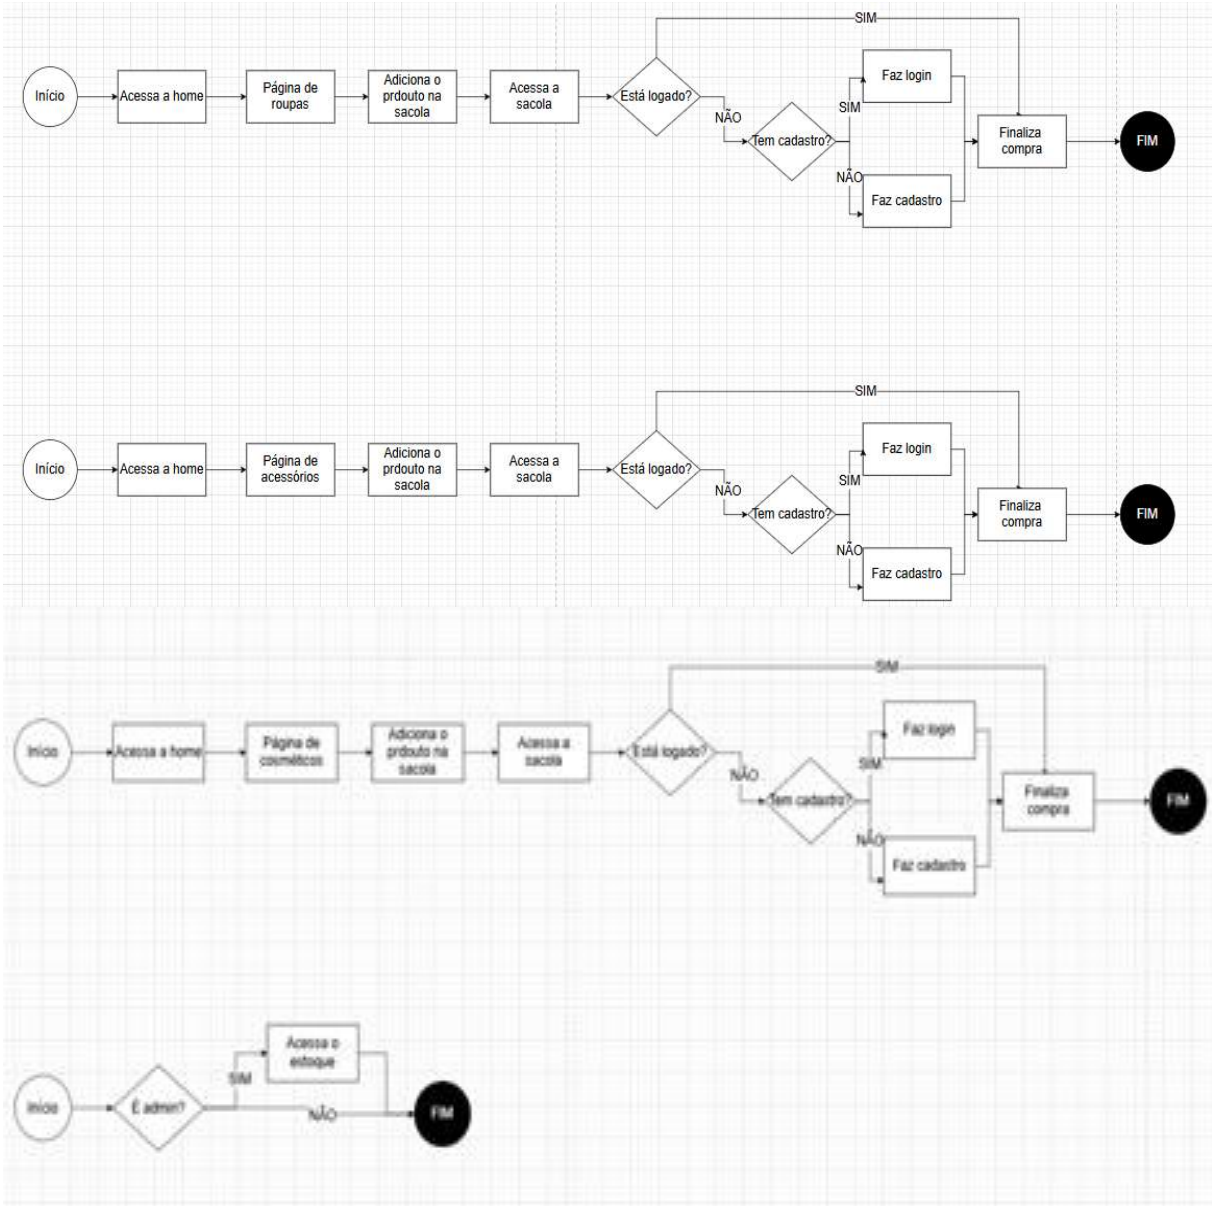 SIM
Início
Acessa a home
Página de
roupas
Adiciona o
prdouto na
sacola
Acessa a
sacola
Está logado?
NÃO
Tem cadastro?
SIM
Faz login
NÃO
Faz cadastro
Finaliza
compra
FIM
SIM
Início
Acessa a home
Página de
acessórios
Adiciona o
prdouto na
sacola
Acessa a
sacola
Está logado?
NÃO
Tem cadastro?
SIM
Faz login
NÃO
Faz cadastro
Finaliza
compra
FIM
SIM
Início
Acessa a home
Página de
cosméticos
Adiciona o
prdouto na
sacola
Acessa a
sacola
Está logado?
NÃO
Tem cadastro?
SIM
Faz login
NÃO
Faz cadastro
Finaliza
compra
FIM
Início
É admin?
SIM
Acessa o
estoque
NÃO
FIM